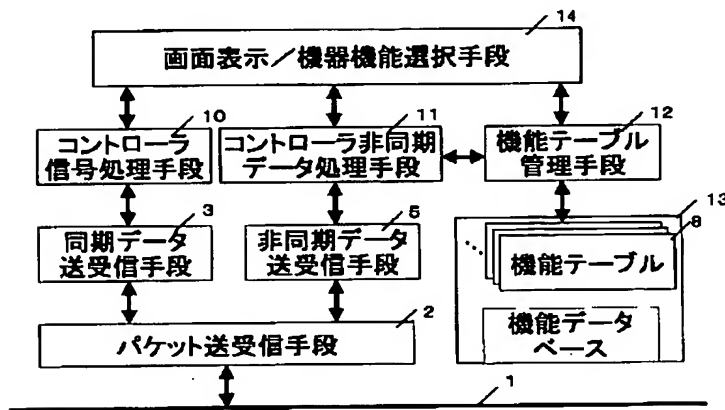 14
画面表示/機器機能選択手段
10
コントローラ
信号処理手段
11
コントローラ非同期
データ処理手段
12
機能テーブル
管理手段
3
同期データ
送受信手段
5
非同期データ
送受信手段
13
8
機能テーブル
機能データ
ベース
2
パケット送受信手段
1